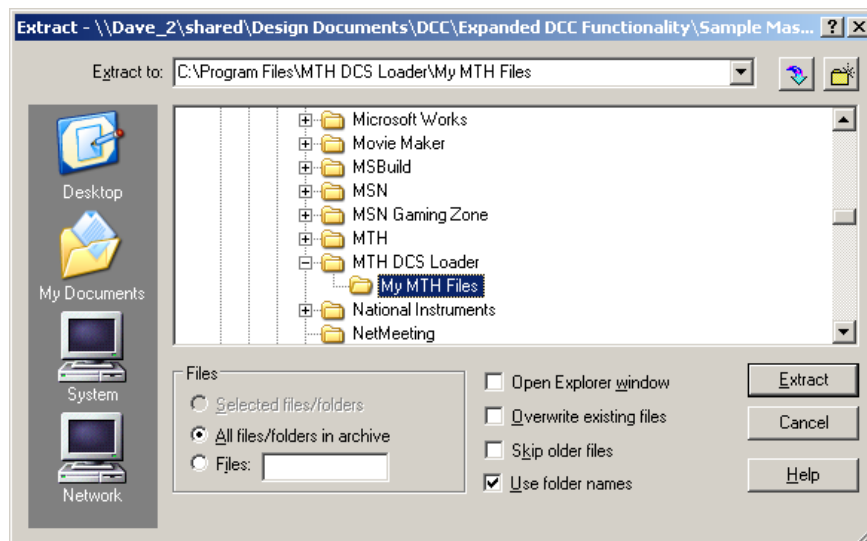 Extract - \\Dave_2\shared\Design Documents\DCC\Expanded DCC Functionality\Sample Mas...
Extract to: C:\Program Files\MTH DCS Loader\My MTH Files
Desktop
My Documents
System
Network
Microsoft Works
Movie Maker
MSBuild
MSN
MSN Gaming Zone
MTH
MTH DCS Loader
My MTH Files
National Instruments
NetMeeting
Files
Selected files/folders
All files/folders in archive
Files:
Open Explorer window
Overwrite existing files
Skip older files
Use folder names
Extract
Cancel
Help